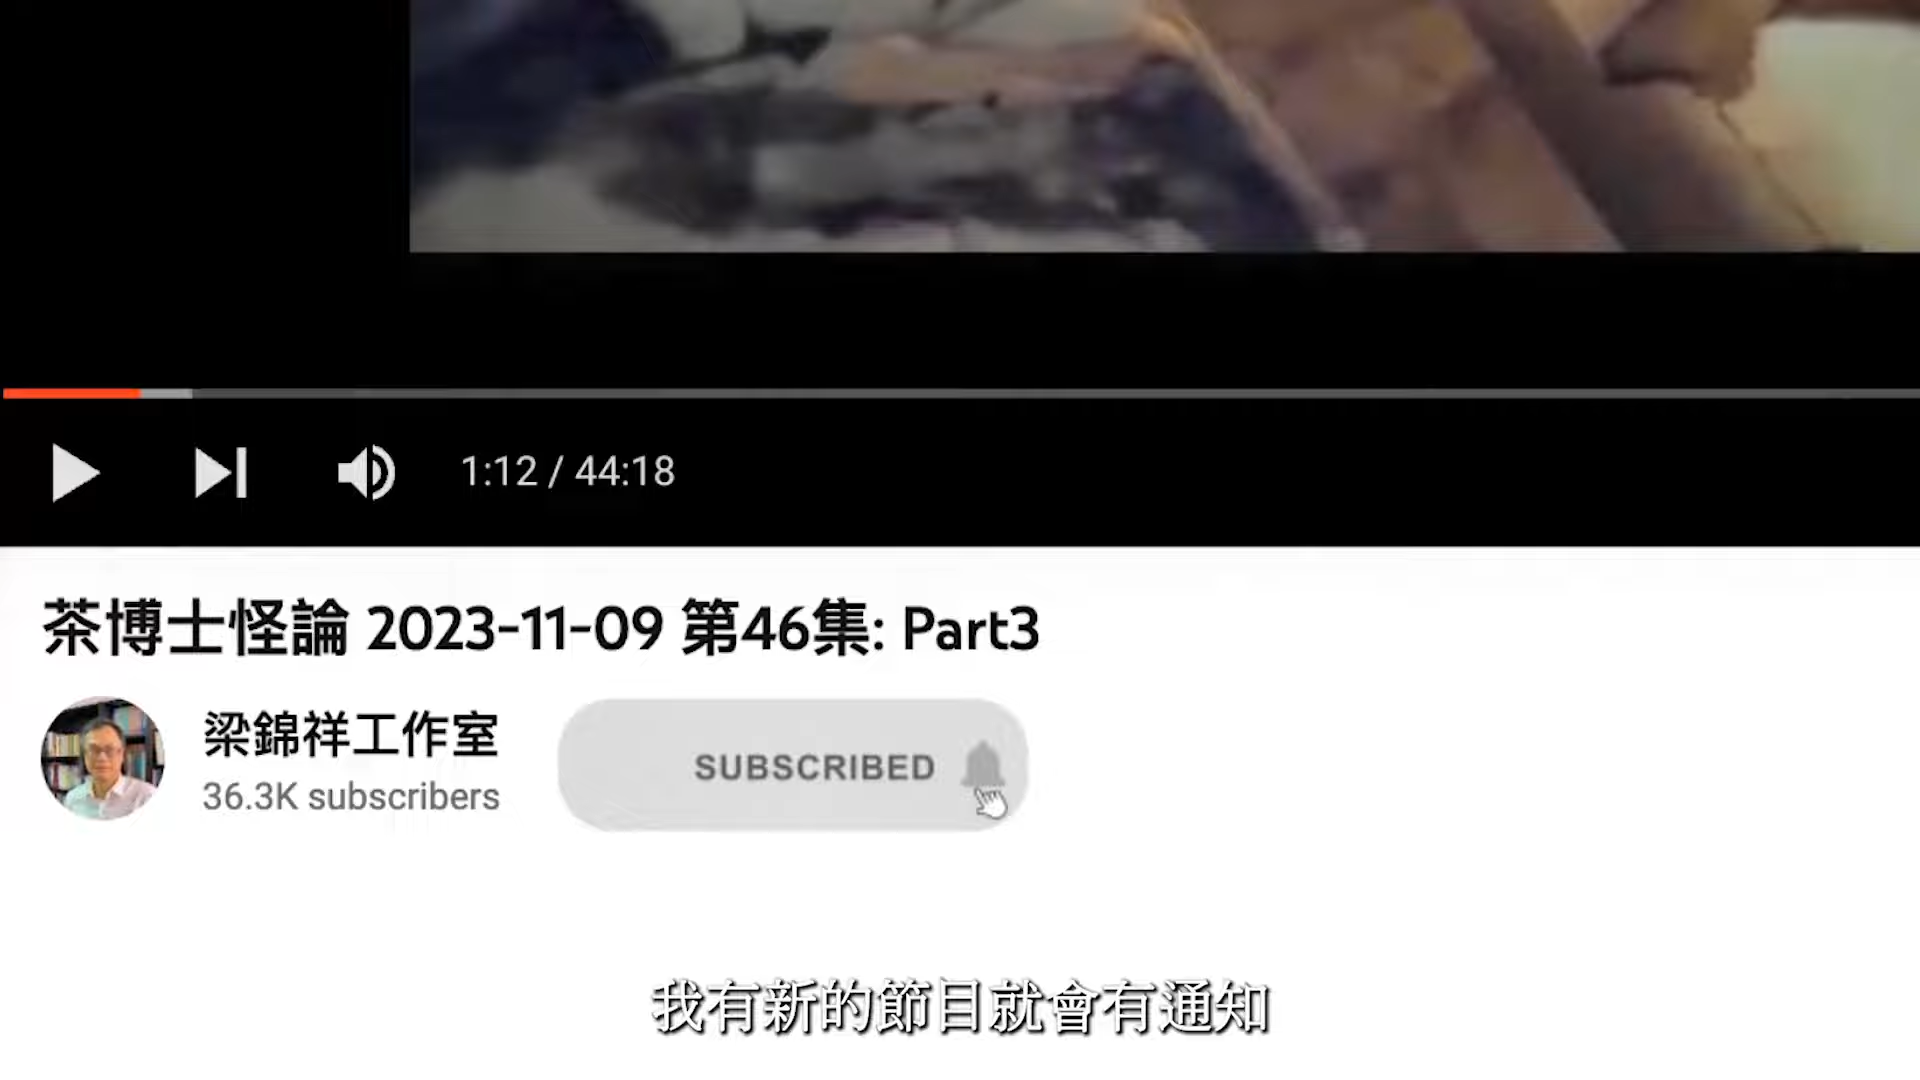 1:12 / 44:18
茶博士怪論 2023-11-09 第46集: Part3
梁錦祥工作室
36.3K subscribers
SUBSCRIBED
我有新的節目就會有通知